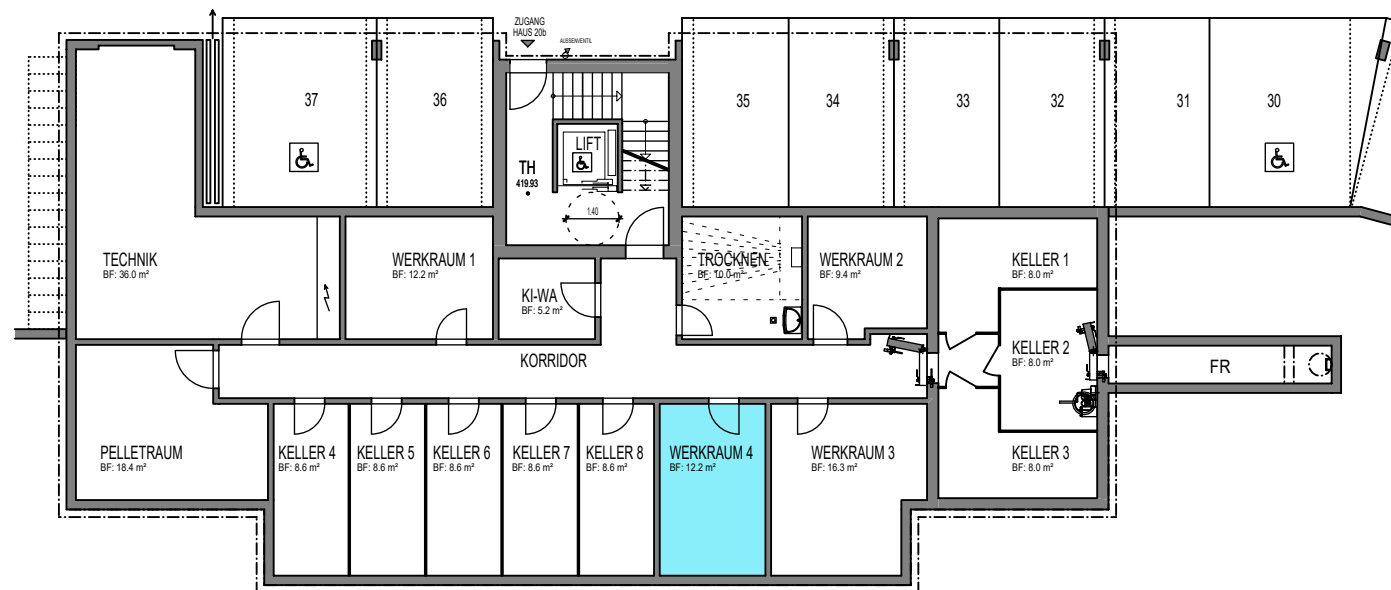 ZUGANG
HAUS 20b
AUSSENVENTIL
37
36
35
34
33
32
31
30
LIFT
TH
419.93
1.40
TECHNIK
BF: 36.0 m²
WERKRAUM 1
BF: 12.2 m²
KI-WA
BF: 5.2 m²
TROCKNEN
BF: 10.0 m²
WERKRAUM 2
BF: 9.4 m²
KELLER 1
BF: 8.0 m²
KELLER 2
BF: 8.0 m²
KORRIDOR
FR
PELLETRAUM
BF: 18.4 m²
KELLER 4
BF: 8.6 m²
KELLER 5
BF: 8.6 m²
KELLER 6
BF: 8.6 m²
KELLER 7
BF: 8.6 m²
KELLER 8
BF: 8.6 m²
WERKRAUM 4
BF: 12.2 m²
WERKRAUM 3
BF: 16.3 m²
KELLER 3
BF: 8.0 m²